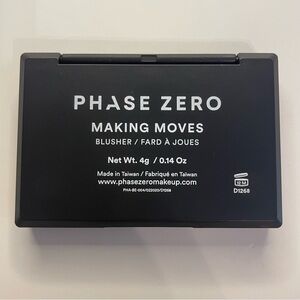 PHASE ZERO
MAKING MOVES
BLUSHER / FARD À JOUES
Net Wt. 4g / 0.14 Oz
Made in Taiwan / Fabriqué en Taiwan
www.phasezeromakeup.com
D1268